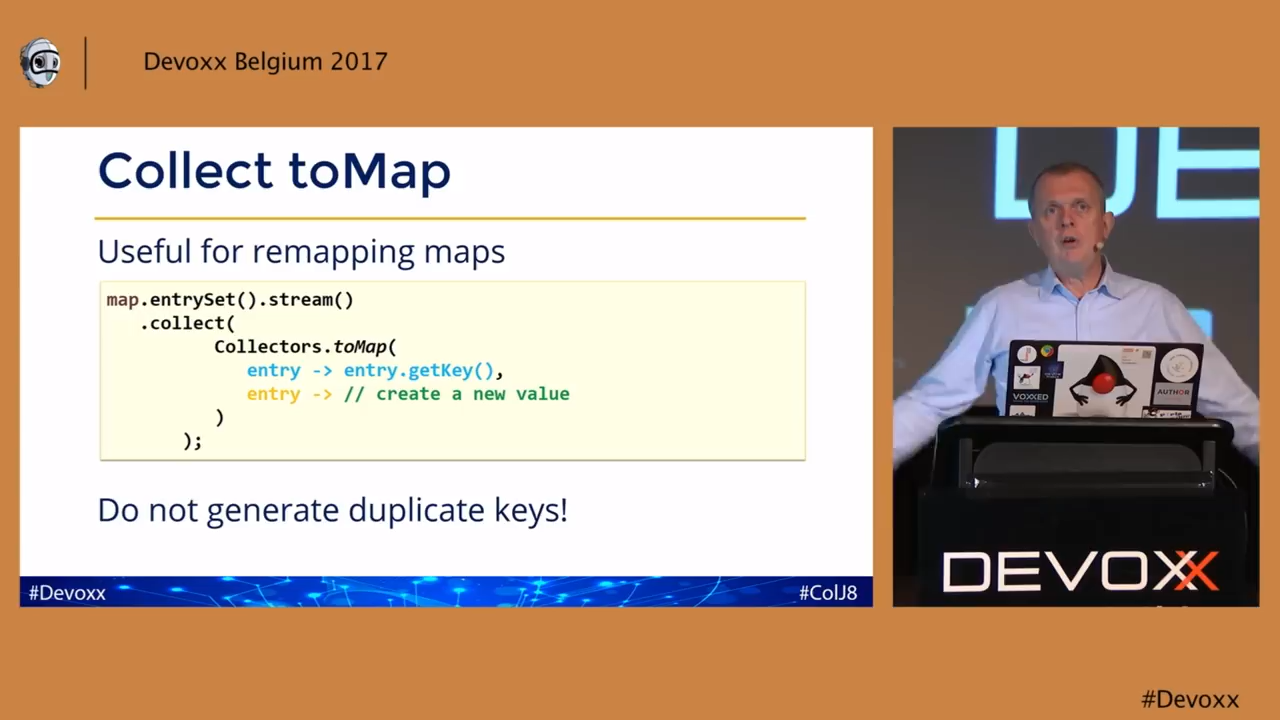 Devoxx Belgium 2017
Collect toMap
Useful for remapping maps
map.entrySet().stream()
.collect(
Collectors.toMap(
entry -> entry.getKey(),
entry -> // create a new value
)
);
Do not generate duplicate keys!
#Devoxx
#ColJ8
DE
VOXXED
AUTHOR
DEVOXX
#Devoxx